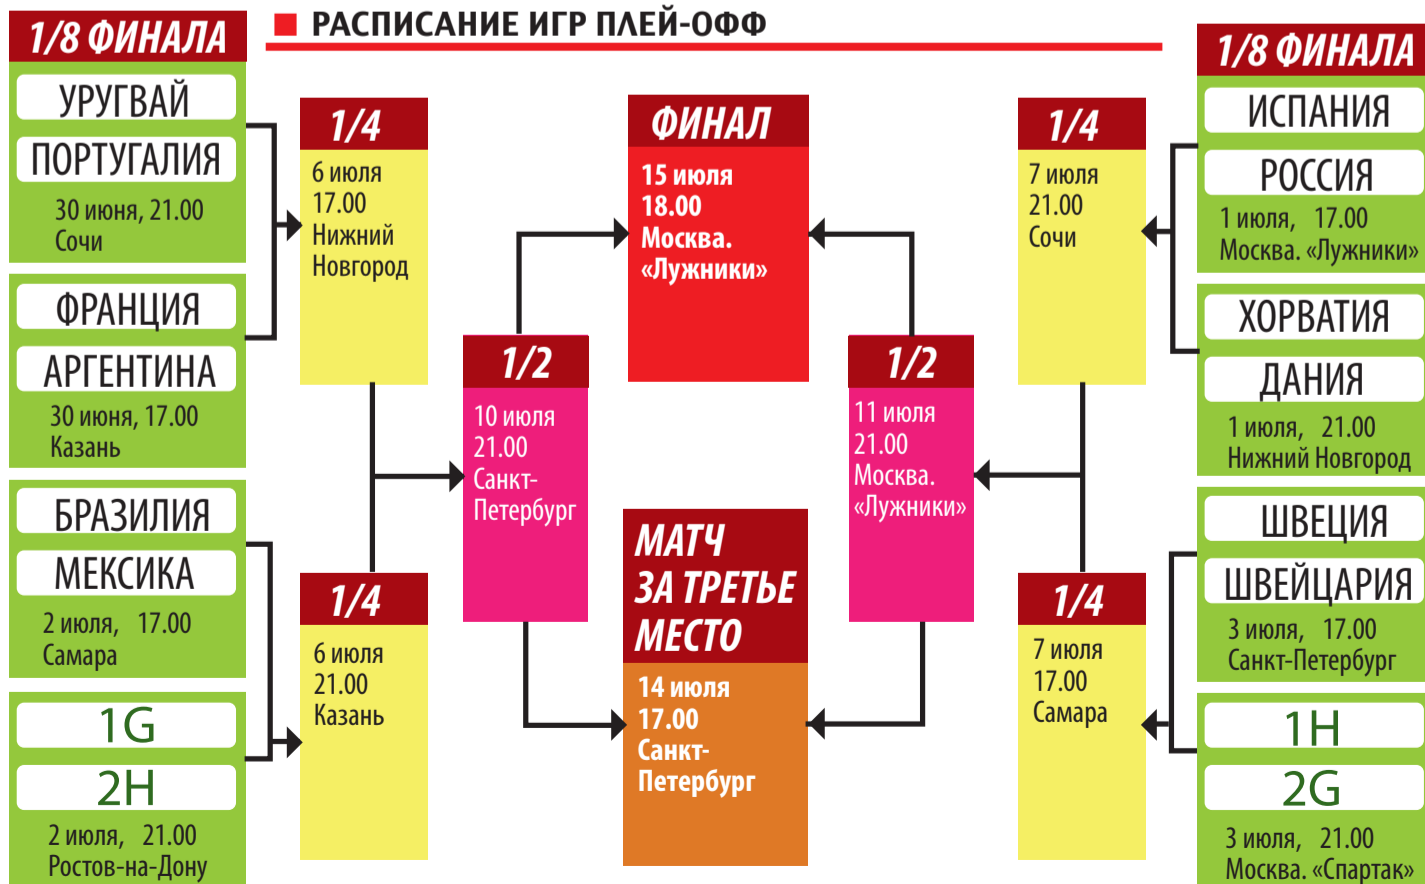 РАСПИСАНИЕ ИГР ПЛЕЙ-ОФФ
1/8 ФИНАЛА
УРУГВАЙ
ПОРТУГАЛИЯ
30 июня, 21.00
Сочи
ФРАНЦИЯ
АРГЕНТИНА
30 июня, 17.00
Казань
БРАЗИЛИЯ
МЕКСИКА
2 июля, 17.00
Самара
1G
2H
2 июля, 21.00
Ростов-на-Дону
1/4
6 июля
17.00
Нижний
Новгород
1/4
6 июля
21.00
Казань
1/2
10 июля
21.00
Санкт-
Петербург
ФИНАЛ
15 июля
18.00
Москва.
«Лужники»
МАТЧ
ЗА ТРЕТЬЕ
МЕСТО
14 июля
17.00
Санкт-
Петербург
1/2
11 июля
21.00
Москва.
«Лужники»
1/4
7 июля
21.00
Сочи
1/4
7 июля
17.00
Самара
1/8 ФИНАЛА
ИСПАНИЯ
РОССИЯ
1 июля, 17.00
Москва. «Лужники»
ХОРВАТИЯ
ДАНИЯ
1 июля, 21.00
Нижний Новгород
ШВЕЦИЯ
ШВЕЙЦАРИЯ
3 июля, 17.00
Санкт-Петербург
1H
2G
3 июля, 21.00
Москва. «Спартак»